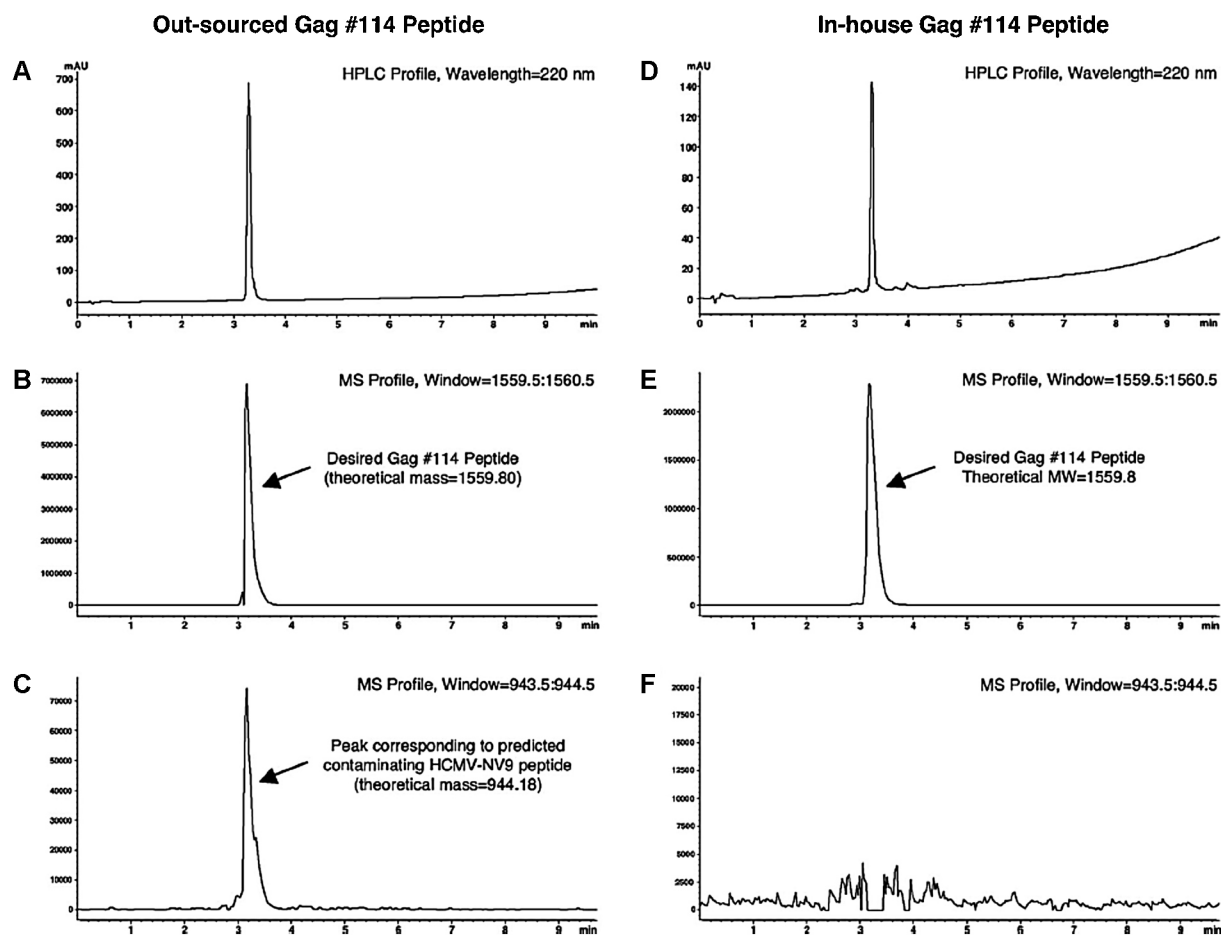 Out-sourced Gag #114 Peptide
In-house Gag #114 Peptide
A
mAU
HPLC Profile, Wavelength=220 nm
700
600
500
400
300
200
100
0
0 1 2 3 4 5 6 7 8 9 min
D
mAU
HPLC Profile, Wavelength=220 nm
140
120
100
80
60
40
20
0
0 1 2 3 4 5 6 7 8 9 min
B
MS Profile, Window=1559.5:1560.5
7000000
6000000
5000000
4000000
3000000
2000000
1000000
0
Desired Gag #114 Peptide
(theoretical mass=1559.80)
1 2 3 4 5 6 7 8 9 min
E
MS Profile, Window=1559.5:1560.5
2000000
1500000
1000000
500000
0
Desired Gag #114 Peptide
Theoretical MW=1559.8
1 2 3 4 5 6 7 8 9 min
C
MS Profile, Window=943.5:944.5
70000
60000
50000
40000
30000
20000
10000
0
Peak corresponding to predicted
contaminating HCMV-NV9 peptide
(theoretical mass=944.18)
1 2 3 4 5 6 7 8 9 min
F
MS Profile, Window=943.5:944.5
20000
17500
15000
12500
10000
7500
5000
2500
0
1 2 3 4 5 6 7 8 9 min